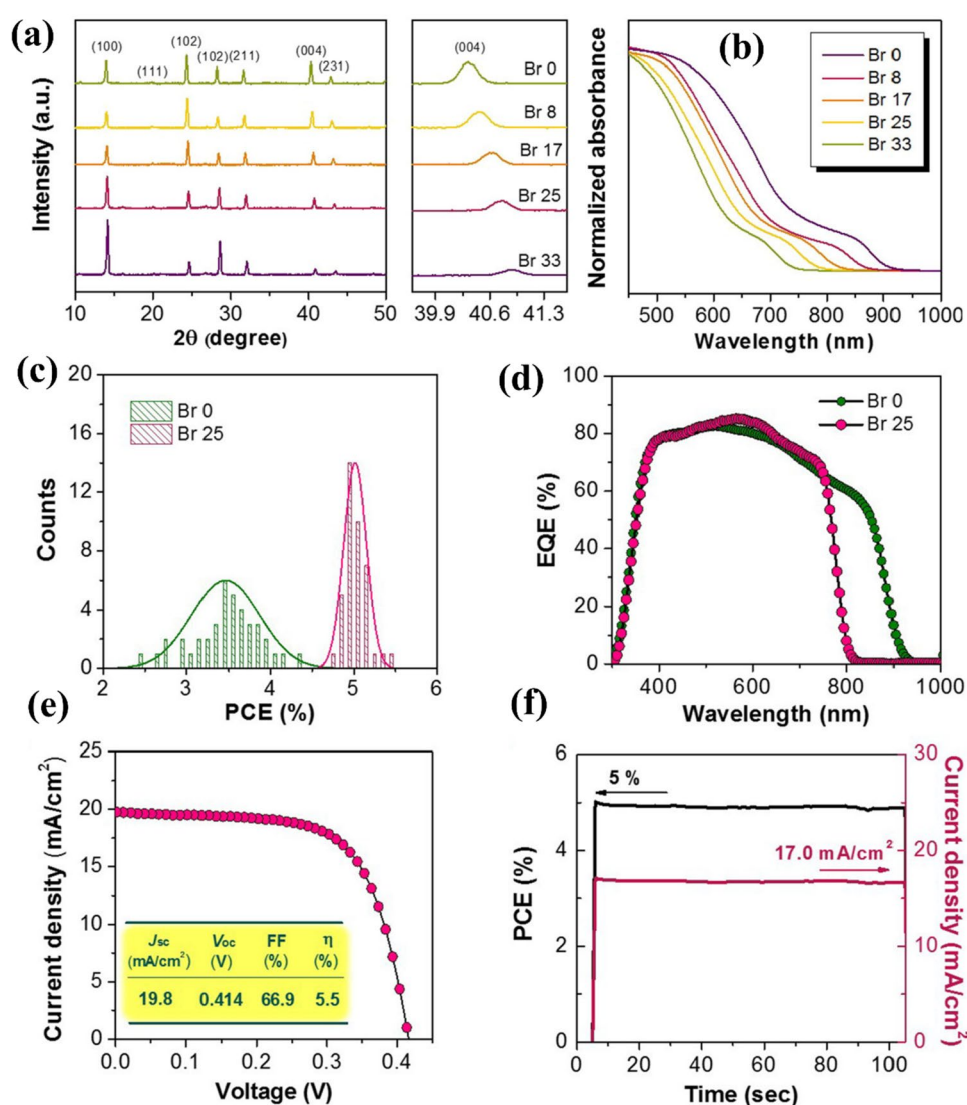 (a)
(100)
(111)
(102)
(102)
(211)
(004)
(231)
Intensity (a.u.)
10 20 30 40 50
2θ (degree)
(004)
Br 0
Br 8
Br 17
Br 25
Br 33
39.9 40.6 41.3
(b)
Br 0
Br 8
Br 17
Br 25
Br 33
Normalized absorbance
500 600 700 800 900 1000
Wavelength (nm)
(c)
Br 0
Br 25
Counts
20
16
12
8
4
0
2 3 4 5 6
PCE (%)
(d)
Br 0
Br 25
EQE (%)
100
80
60
40
20
0
400 600 800 1000
Wavelength (nm)
(e)
Current density (mA/cm²)
25
20
15
10
5
0
Jsc Voc FF η
(mA/cm²) (V) (%) (%)
19.8 0.414 66.9 5.5
0.0 0.1 0.2 0.3 0.4
Voltage (V)
(f)
PCE (%)
6
4
2
0
5 %
17.0 mA/cm²
30
20
10
0
Current density (mA/cm²)
0 20 40 60 80 100
Time (sec)